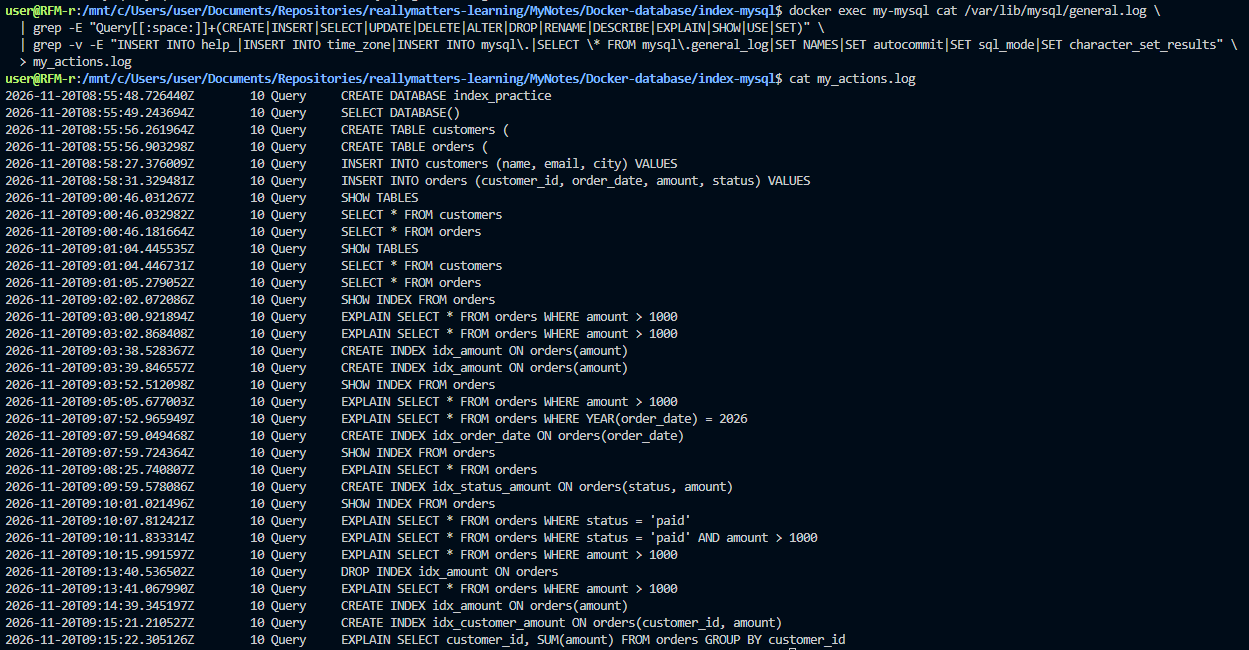 user@RFM-r:/mnt/c/Users/user/Documents/Repositories/reallymatters-learning/MyNotes/Docker-database/index-mysql$ docker exec my-mysql cat /var/lib/mysql/general.log \
| grep -E "Query[[:space:]]+(CREATE|INSERT|SELECT|UPDATE|DELETE|ALTER|DROP|RENAME|DESCRIBE|EXPLAIN|SHOW|USE|SET)" \
| grep -v -E "INSERT INTO help_|INSERT INTO time_zone|INSERT INTO mysql\.|SELECT \* FROM mysql\.general_log|SET NAMES|SET autocommit|SET sql_mode|SET character_set_results" \
> my_actions.log
user@RFM-r:/mnt/c/Users/user/Documents/Repositories/reallymatters-learning/MyNotes/Docker-database/index-mysql$ cat my_actions.log
2026-11-20T08:55:48.726440Z 10 Query CREATE DATABASE index_practice
2026-11-20T08:55:49.243694Z 10 Query SELECT DATABASE()
2026-11-20T08:55:56.261964Z 10 Query CREATE TABLE customers (
2026-11-20T08:55:56.903298Z 10 Query CREATE TABLE orders (
2026-11-20T08:58:27.376009Z 10 Query INSERT INTO customers (name, email, city) VALUES
2026-11-20T08:58:31.329481Z 10 Query INSERT INTO orders (customer_id, order_date, amount, status) VALUES
2026-11-20T09:00:46.031267Z 10 Query SHOW TABLES
2026-11-20T09:00:46.032982Z 10 Query SELECT * FROM customers
2026-11-20T09:00:46.181664Z 10 Query SELECT * FROM orders
2026-11-20T09:01:04.445535Z 10 Query SHOW TABLES
2026-11-20T09:01:04.446731Z 10 Query SELECT * FROM customers
2026-11-20T09:01:05.279052Z 10 Query SELECT * FROM orders
2026-11-20T09:02:02.072086Z 10 Query SHOW INDEX FROM orders
2026-11-20T09:03:00.921894Z 10 Query EXPLAIN SELECT * FROM orders WHERE amount > 1000
2026-11-20T09:03:02.868408Z 10 Query EXPLAIN SELECT * FROM orders WHERE amount > 1000
2026-11-20T09:03:38.528367Z 10 Query CREATE INDEX idx_amount ON orders(amount)
2026-11-20T09:03:39.846557Z 10 Query CREATE INDEX idx_amount ON orders(amount)
2026-11-20T09:03:52.512098Z 10 Query SHOW INDEX FROM orders
2026-11-20T09:05:05.677003Z 10 Query EXPLAIN SELECT * FROM orders WHERE amount > 1000
2026-11-20T09:07:52.965949Z 10 Query EXPLAIN SELECT * FROM orders WHERE YEAR(order_date) = 2026
2026-11-20T09:07:59.049468Z 10 Query CREATE INDEX idx_order_date ON orders(order_date)
2026-11-20T09:07:59.724364Z 10 Query SHOW INDEX FROM orders
2026-11-20T09:08:25.740807Z 10 Query EXPLAIN SELECT * FROM orders
2026-11-20T09:09:59.578086Z 10 Query CREATE INDEX idx_status_amount ON orders(status, amount)
2026-11-20T09:10:01.021496Z 10 Query SHOW INDEX FROM orders
2026-11-20T09:10:07.812421Z 10 Query EXPLAIN SELECT * FROM orders WHERE status = 'paid'
2026-11-20T09:10:11.833314Z 10 Query EXPLAIN SELECT * FROM orders WHERE status = 'paid' AND amount > 1000
2026-11-20T09:10:15.991597Z 10 Query EXPLAIN SELECT * FROM orders WHERE amount > 1000
2026-11-20T09:13:40.536502Z 10 Query DROP INDEX idx_amount ON orders
2026-11-20T09:13:41.067990Z 10 Query EXPLAIN SELECT * FROM orders WHERE amount > 1000
2026-11-20T09:14:39.345197Z 10 Query CREATE INDEX idx_amount ON orders(amount)
2026-11-20T09:15:21.210527Z 10 Query CREATE INDEX idx_customer_amount ON orders(customer_id, amount)
2026-11-20T09:15:22.305126Z 10 Query EXPLAIN SELECT customer_id, SUM(amount) FROM orders GROUP BY customer_id